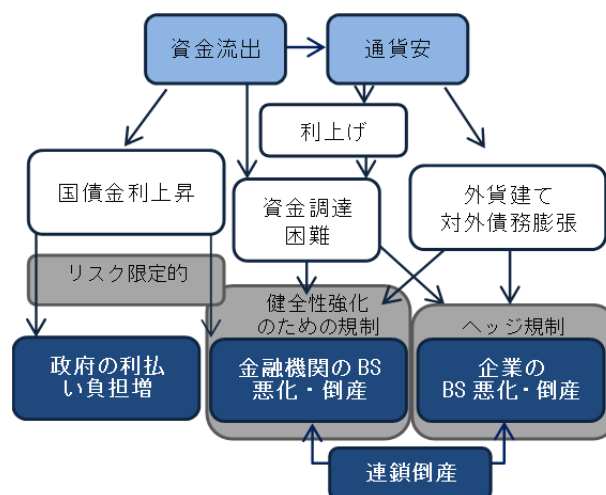 資金流出
通貨安
利上げ
国債金利上昇
資金調達
困難
外貨建て
対外債務膨張
リスク限定的
健全性強化
のための規制
ヘッジ規制
政府の利払
い負担増
金融機関のBS
悪化・倒産
企業の
BS悪化・倒産
連鎖倒産